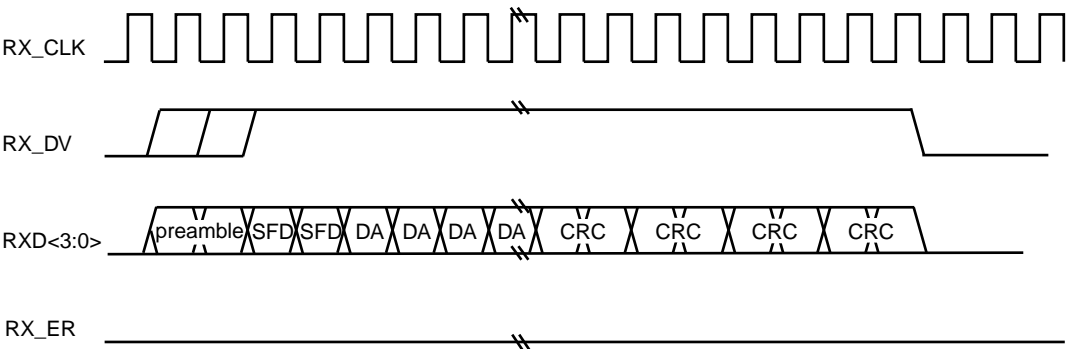 RX_CLK
RX_DV
RXD<3:0> preamble SFD SFD DA DA DA DA CRC CRC CRC CRC
RX_ER